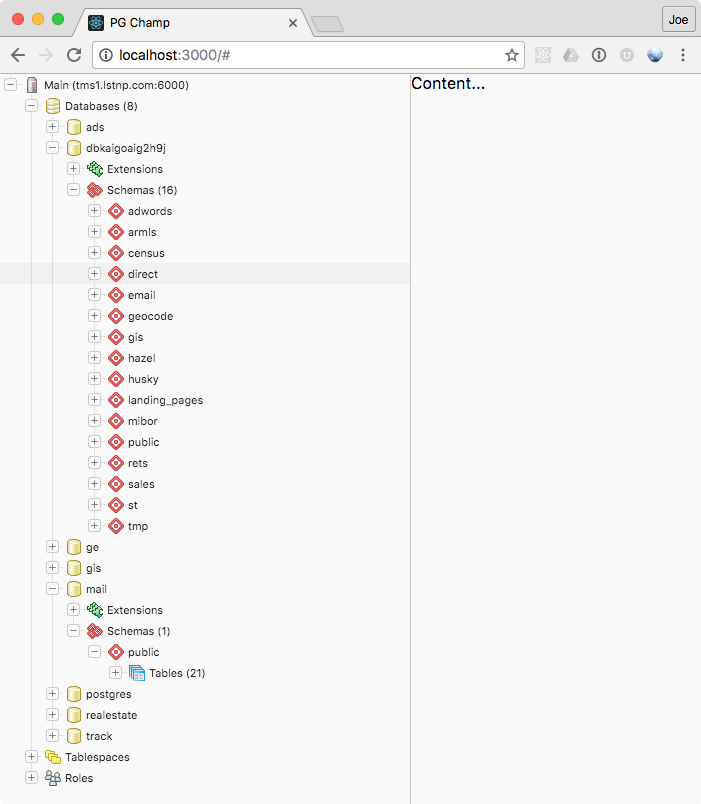 PG Champ
Joe
localhost:3000/#
Main (tms1.lstnp.com:6000)
Content...
Databases (8)
ads
dbkaigoaig2h9j
Extensions
Schemas (16)
adwords
armls
census
direct
email
geocode
gis
hazel
husky
landing_pages
mibor
public
rets
sales
st
tmp
ge
gis
mail
Extensions
Schemas (1)
public
Tables (21)
postgres
realestate
track
Tablespaces
Roles